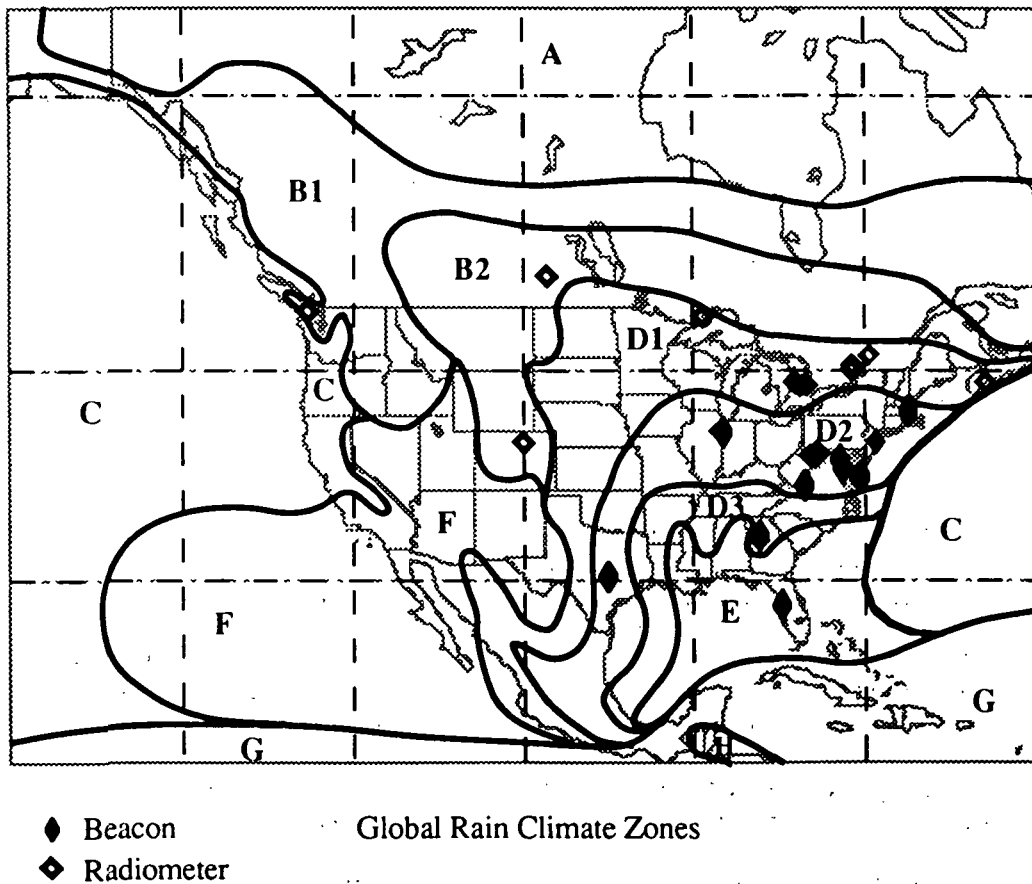 A
B1
B2
D1
C
C
D2
D3
F
C
E
F
G
G
H
Beacon
Global Rain Climate Zones
Radiometer